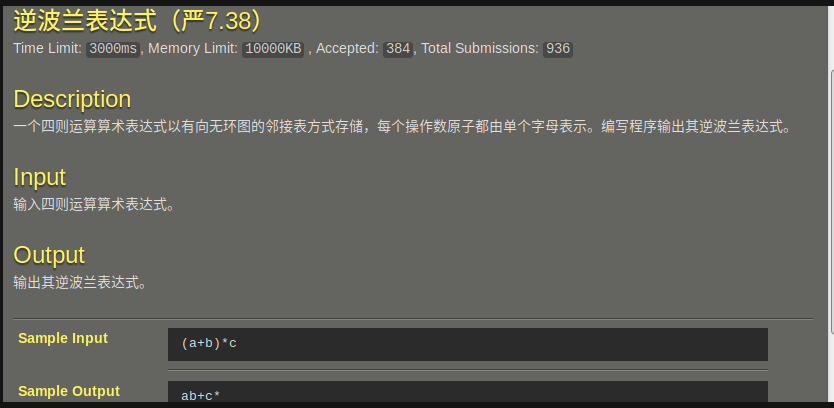 逆波兰表达式（严7.38）
Time Limit: 3000ms, Memory Limit: 10000KB , Accepted: 384, Total Submissions: 936
Description
一个四则运算算术表达式以有向无环图的邻接表方式存储，每个操作数原子都由单个字母表示。编写程序输出其逆波兰表达式。
Input
输入四则运算算术表达式。
Output
输出其逆波兰表达式。
Sample Input
(a+b)*c
Sample Output
ab+c*